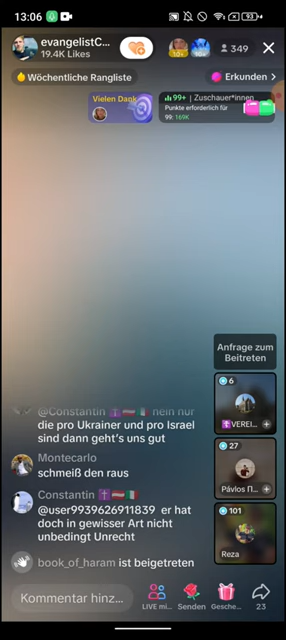 13:06
93
evangelistC...
19.4K Likes
10+
10+
349
Wöchentliche Rangliste
Erkunden >
Vielen Dank
99+ | Zuschauer*innen
Punkte erforderlich für
99: 169K
Anfrage zum
Beitreten
6
VEREI...
27
Pávlos Π...
101
Reza
@Constantin nein nur
die pro Ukrainer und pro Israel
sind dann geht's uns gut
Montecarlo
schmeiß den raus
Constantin
@user9939626911839 er hat
doch in gewisser Art nicht
unbedingt Unrecht
book_of_haram ist beigetreten
Kommentar hinz...
LIVE mi...
Senden
Gesche...
23